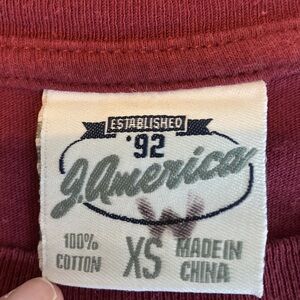 ESTABLISHED
'92
J.America
W
100%
COTTON
XS
MADE IN
CHINA